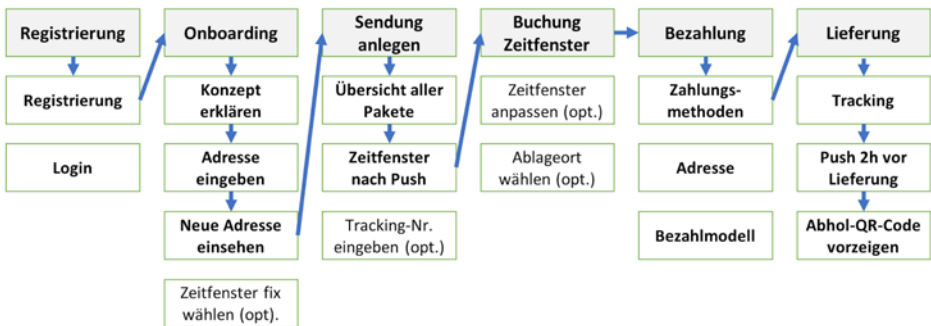 Registrierung
Registrierung
Login
Onboarding
Konzept
erklären
Adresse
eingeben
Neue Adresse
einsehen
Zeitfenster fix
wählen (opt).
Sendung
anlegen
Übersicht aller
Pakete
Zeitfenster
nach Push
Tracking-Nr.
eingeben (opt.)
Buchung
Zeitfenster
Zeitfenster
anpassen (opt.)
Ablageort
wählen (opt.)
Bezahlung
Zahlungs-
methoden
Adresse
Bezahlmodell
Lieferung
Tracking
Push 2h vor
Lieferung
Abhol-QR-Code
vorzeigen